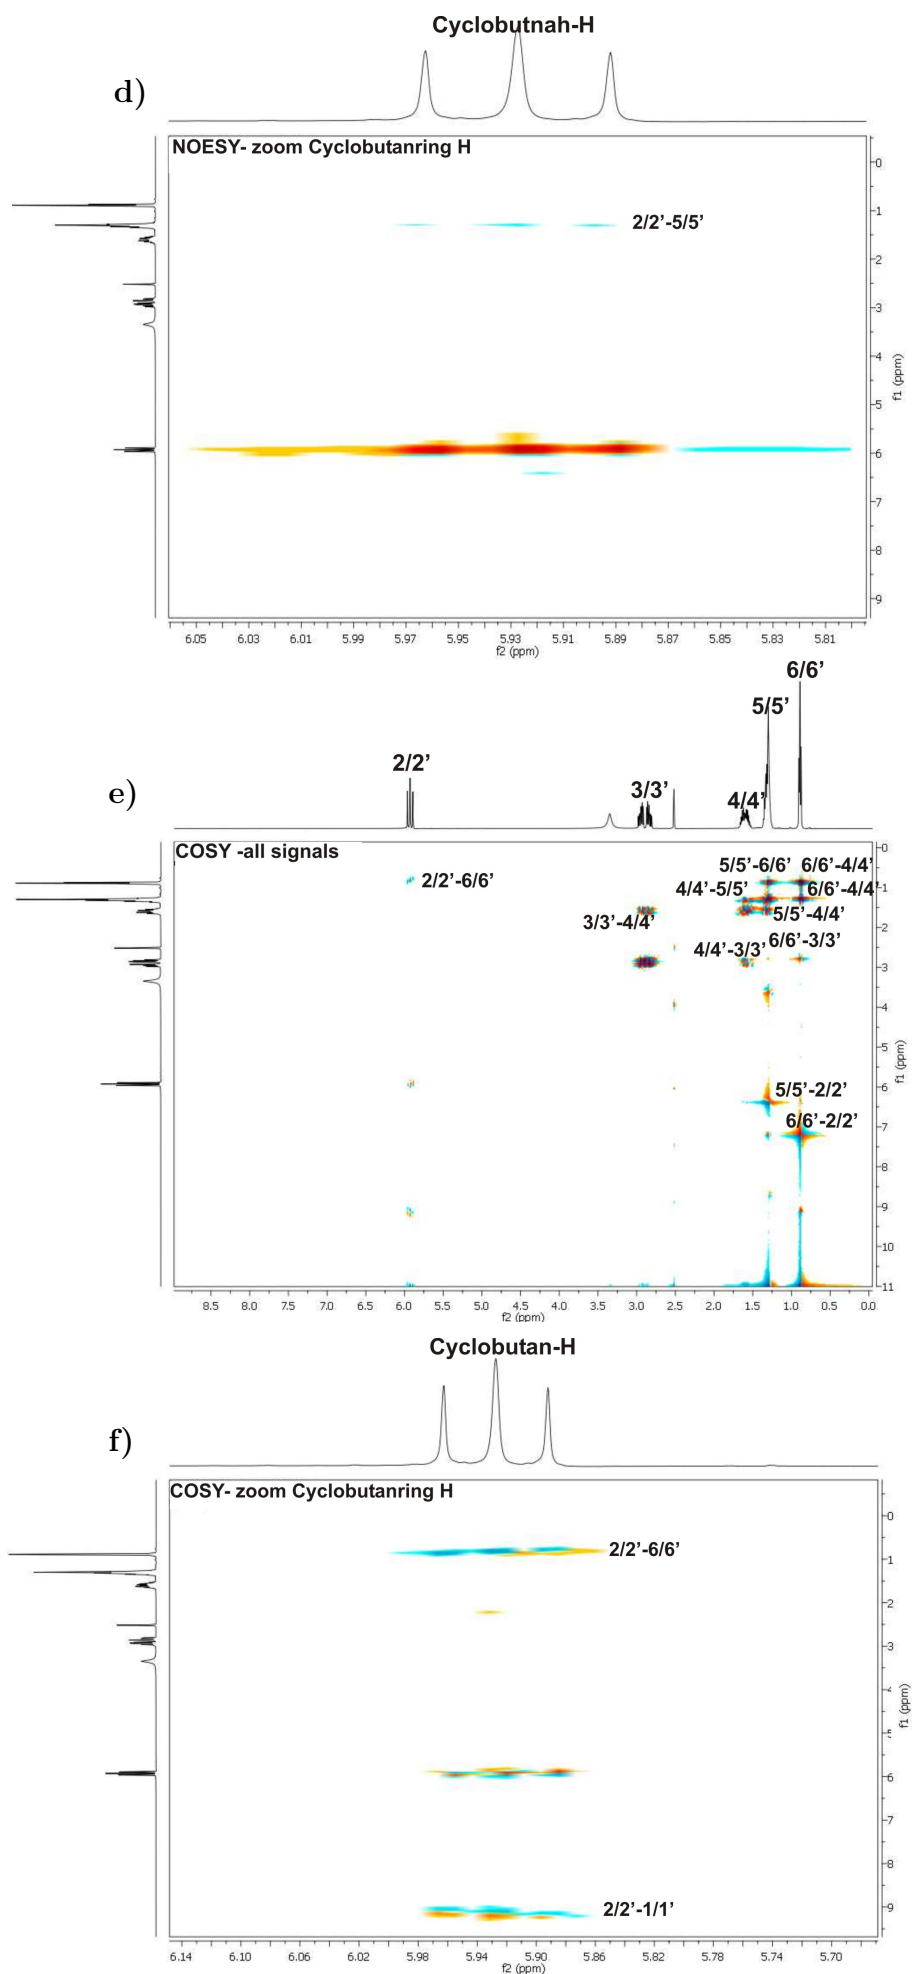 Cyclobutnah-H
d)
NOESY- zoom Cyclobutanring H
0
1
2/2'-5/5'
2
3
4
f1 (ppm)
5
6
7
8
9
6.05 6.03 6.01 5.99 5.97 5.95 5.93 5.91 5.89 5.87 5.85 5.83 5.81
f2 (ppm)
6/6'
5/5'
2/2'
e)
3/3'
4/4'
COSY -all signals
0
5/5'-6/6' 6/6'-4/4'
2/2'-6/6'
4/4'-5/5' 6/6'-4/4'
1
3/3'-4/4' 5/5'-4/4'
2
4/4'-3/3' 6/6'-3/3'
3
4
5
f1 (ppm)
5/5'-2/2'
6
6/6'-2/2'
7
8
9
10
11
8.5 8.0 7.5 7.0 6.5 6.0 5.5 5.0 4.5 4.0 3.5 3.0 2.5 2.0 1.5 1.0 0.5 0.0
f2 (ppm)
Cyclobutan-H
f)
COSY- zoom Cyclobutanring H
0
2/2'-6/6'
1
2
3
4
f1 (ppm)
5
6
7
8
2/2'-1/1'
9
6.14 6.10 6.06 6.02 5.98 5.94 5.90 5.86 5.82 5.78 5.74 5.70
f2 (ppm)